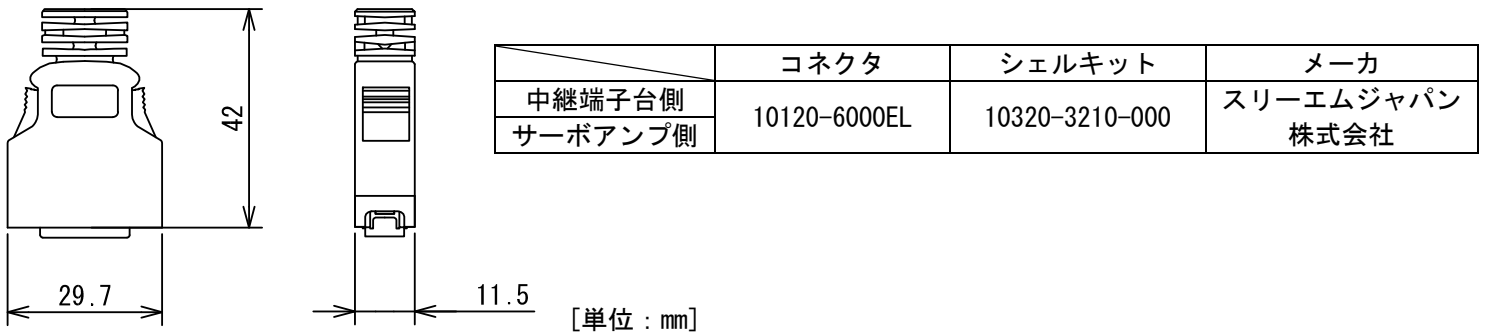 42
29.7
11.5
[単位：mm]
コネクタ シェルキット メーカ
中継端子台側 10120-6000EL 10320-3210-000 スリーエムジャパン
サーボアンプ側 株式会社